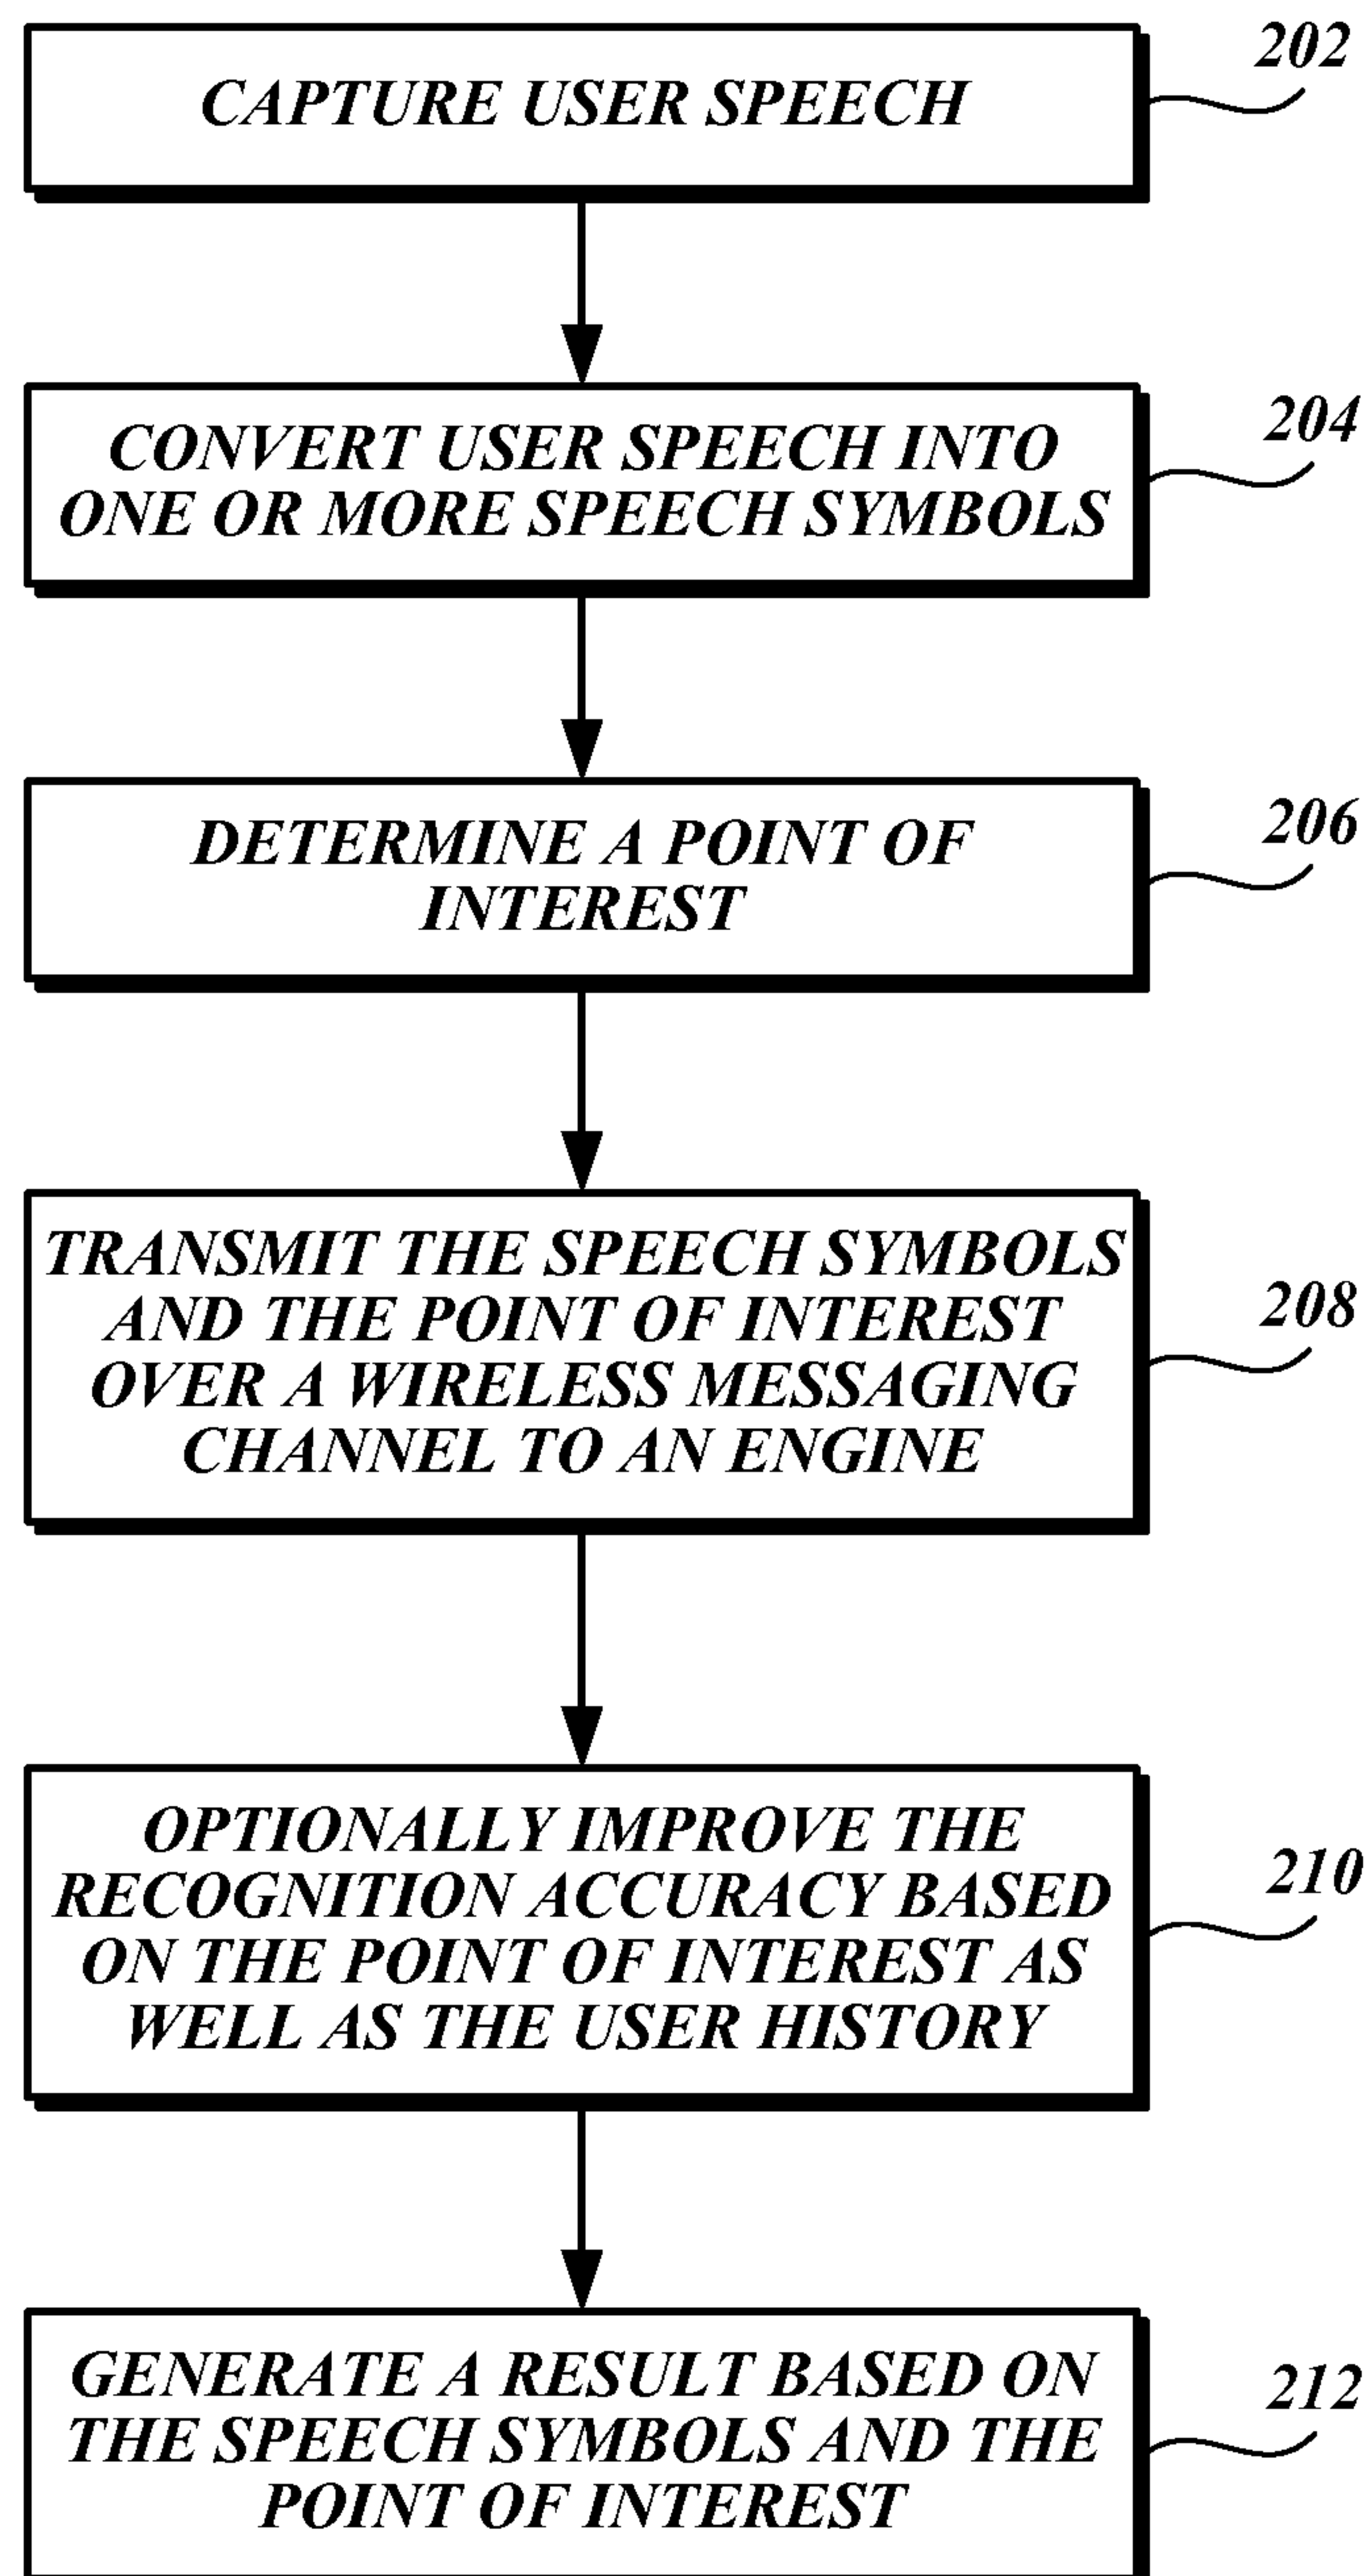 CAPTURE USER SPEECH
202
CONVERT USER SPEECH INTO
ONE OR MORE SPEECH SYMBOLS
204
DETERMINE A POINT OF
INTEREST
206
TRANSMIT THE SPEECH SYMBOLS
AND THE POINT OF INTEREST
OVER A WIRELESS MESSAGING
CHANNEL TO AN ENGINE
208
OPTIONALLY IMPROVE THE
RECOGNITION ACCURACY BASED
ON THE POINT OF INTEREST AS
WELL AS THE USER HISTORY
210
GENERATE A RESULT BASED ON
THE SPEECH SYMBOLS AND THE
POINT OF INTEREST
212